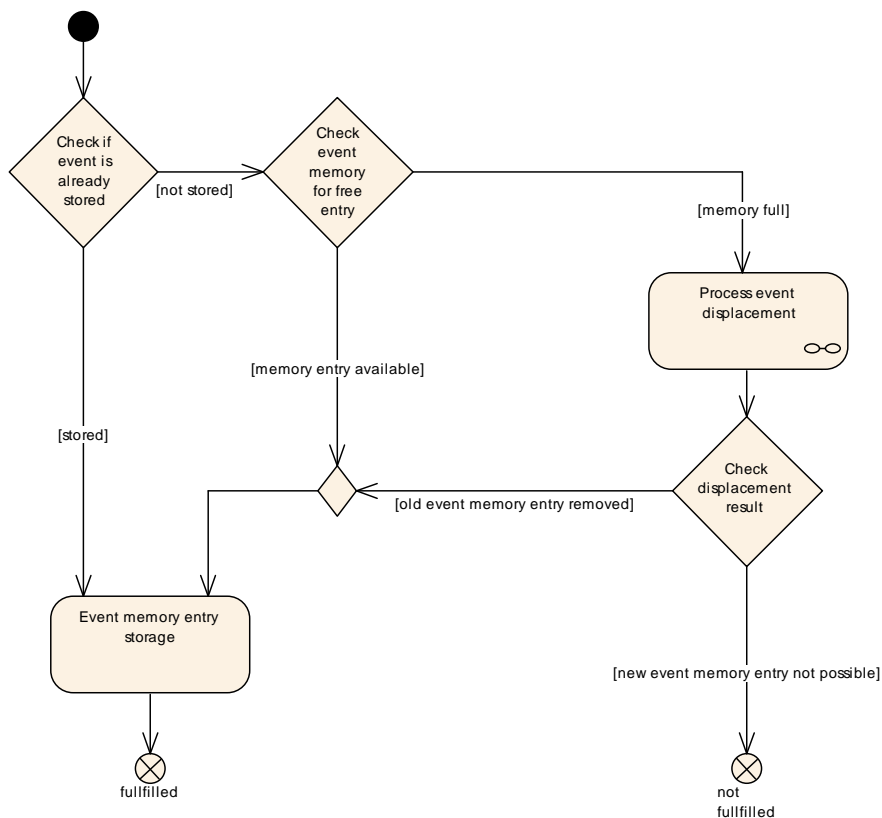 Check if
event is
already
stored
[not stored]
Check
event
memory
for free
entry
[memory full]
Process event
displacement
[memory entry available]
[stored]
Check
displacement
result
[old event memory entry removed]
Event memory entry
storage
[new event memory entry not possible]
fullfilled
not
fullfilled